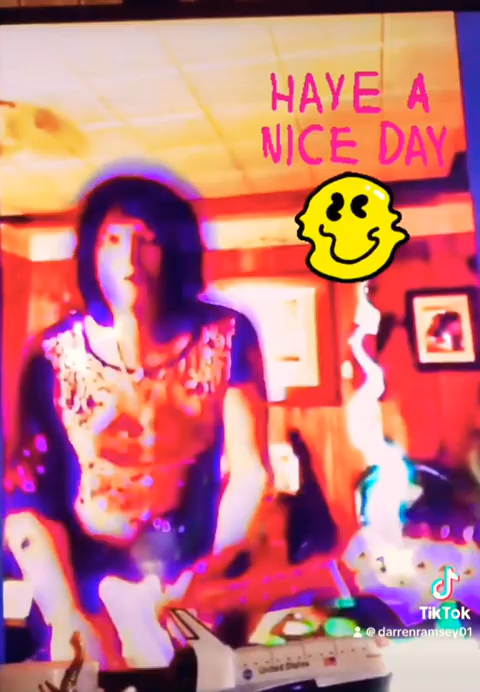 HAVE A
NICE DAY
TikTok
@darrenramsey01
United States